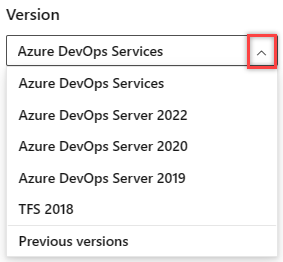 Version
Azure DevOps Services
Azure DevOps Services
Azure DevOps Server 2022
Azure DevOps Server 2020
Azure DevOps Server 2019
TFS 2018
Previous versions